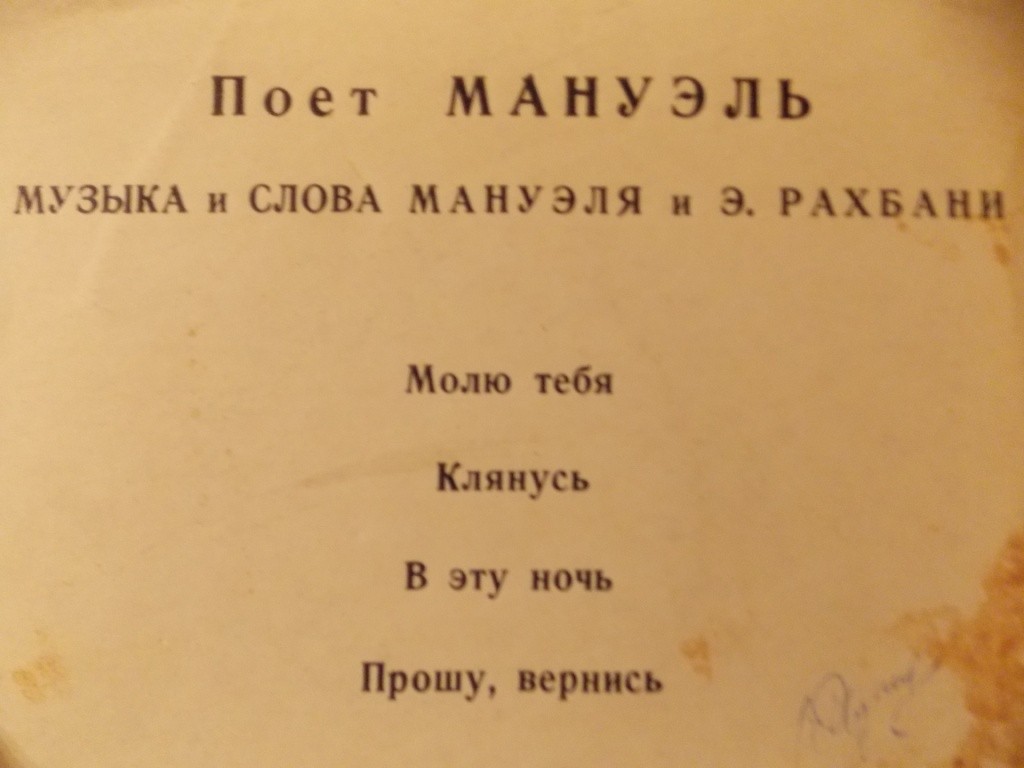 Поет МАНУЭЛЬ
МУЗЫКА и СЛОВА МАНУЭЛЯ и Э. РАХБАНИ
Молю тебя
Клянусь
В эту ночь
Прошу, вернись